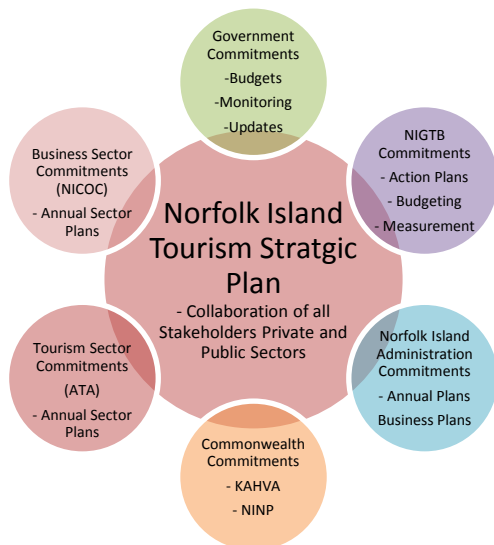 Government
Commitments
-Budgets
-Monitoring
-Updates
NIGTB
Commitments
- Action Plans
- Budgeting
- Measurement
Norfolk Island
Administration
Commitments
- Annual Plans
Business Plans
Commonwealth
Commitments
- KAHVA
- NINP
Tourism Sector
Commitments
(ATA)
- Annual Sector
Plans
Business Sector
Commitments
(NICOC)
- Annual Sector
Plans
Norfolk Island
Tourism Stratgic
Plan
- Collaboration of all
Stakeholders Private and
Public Sectors